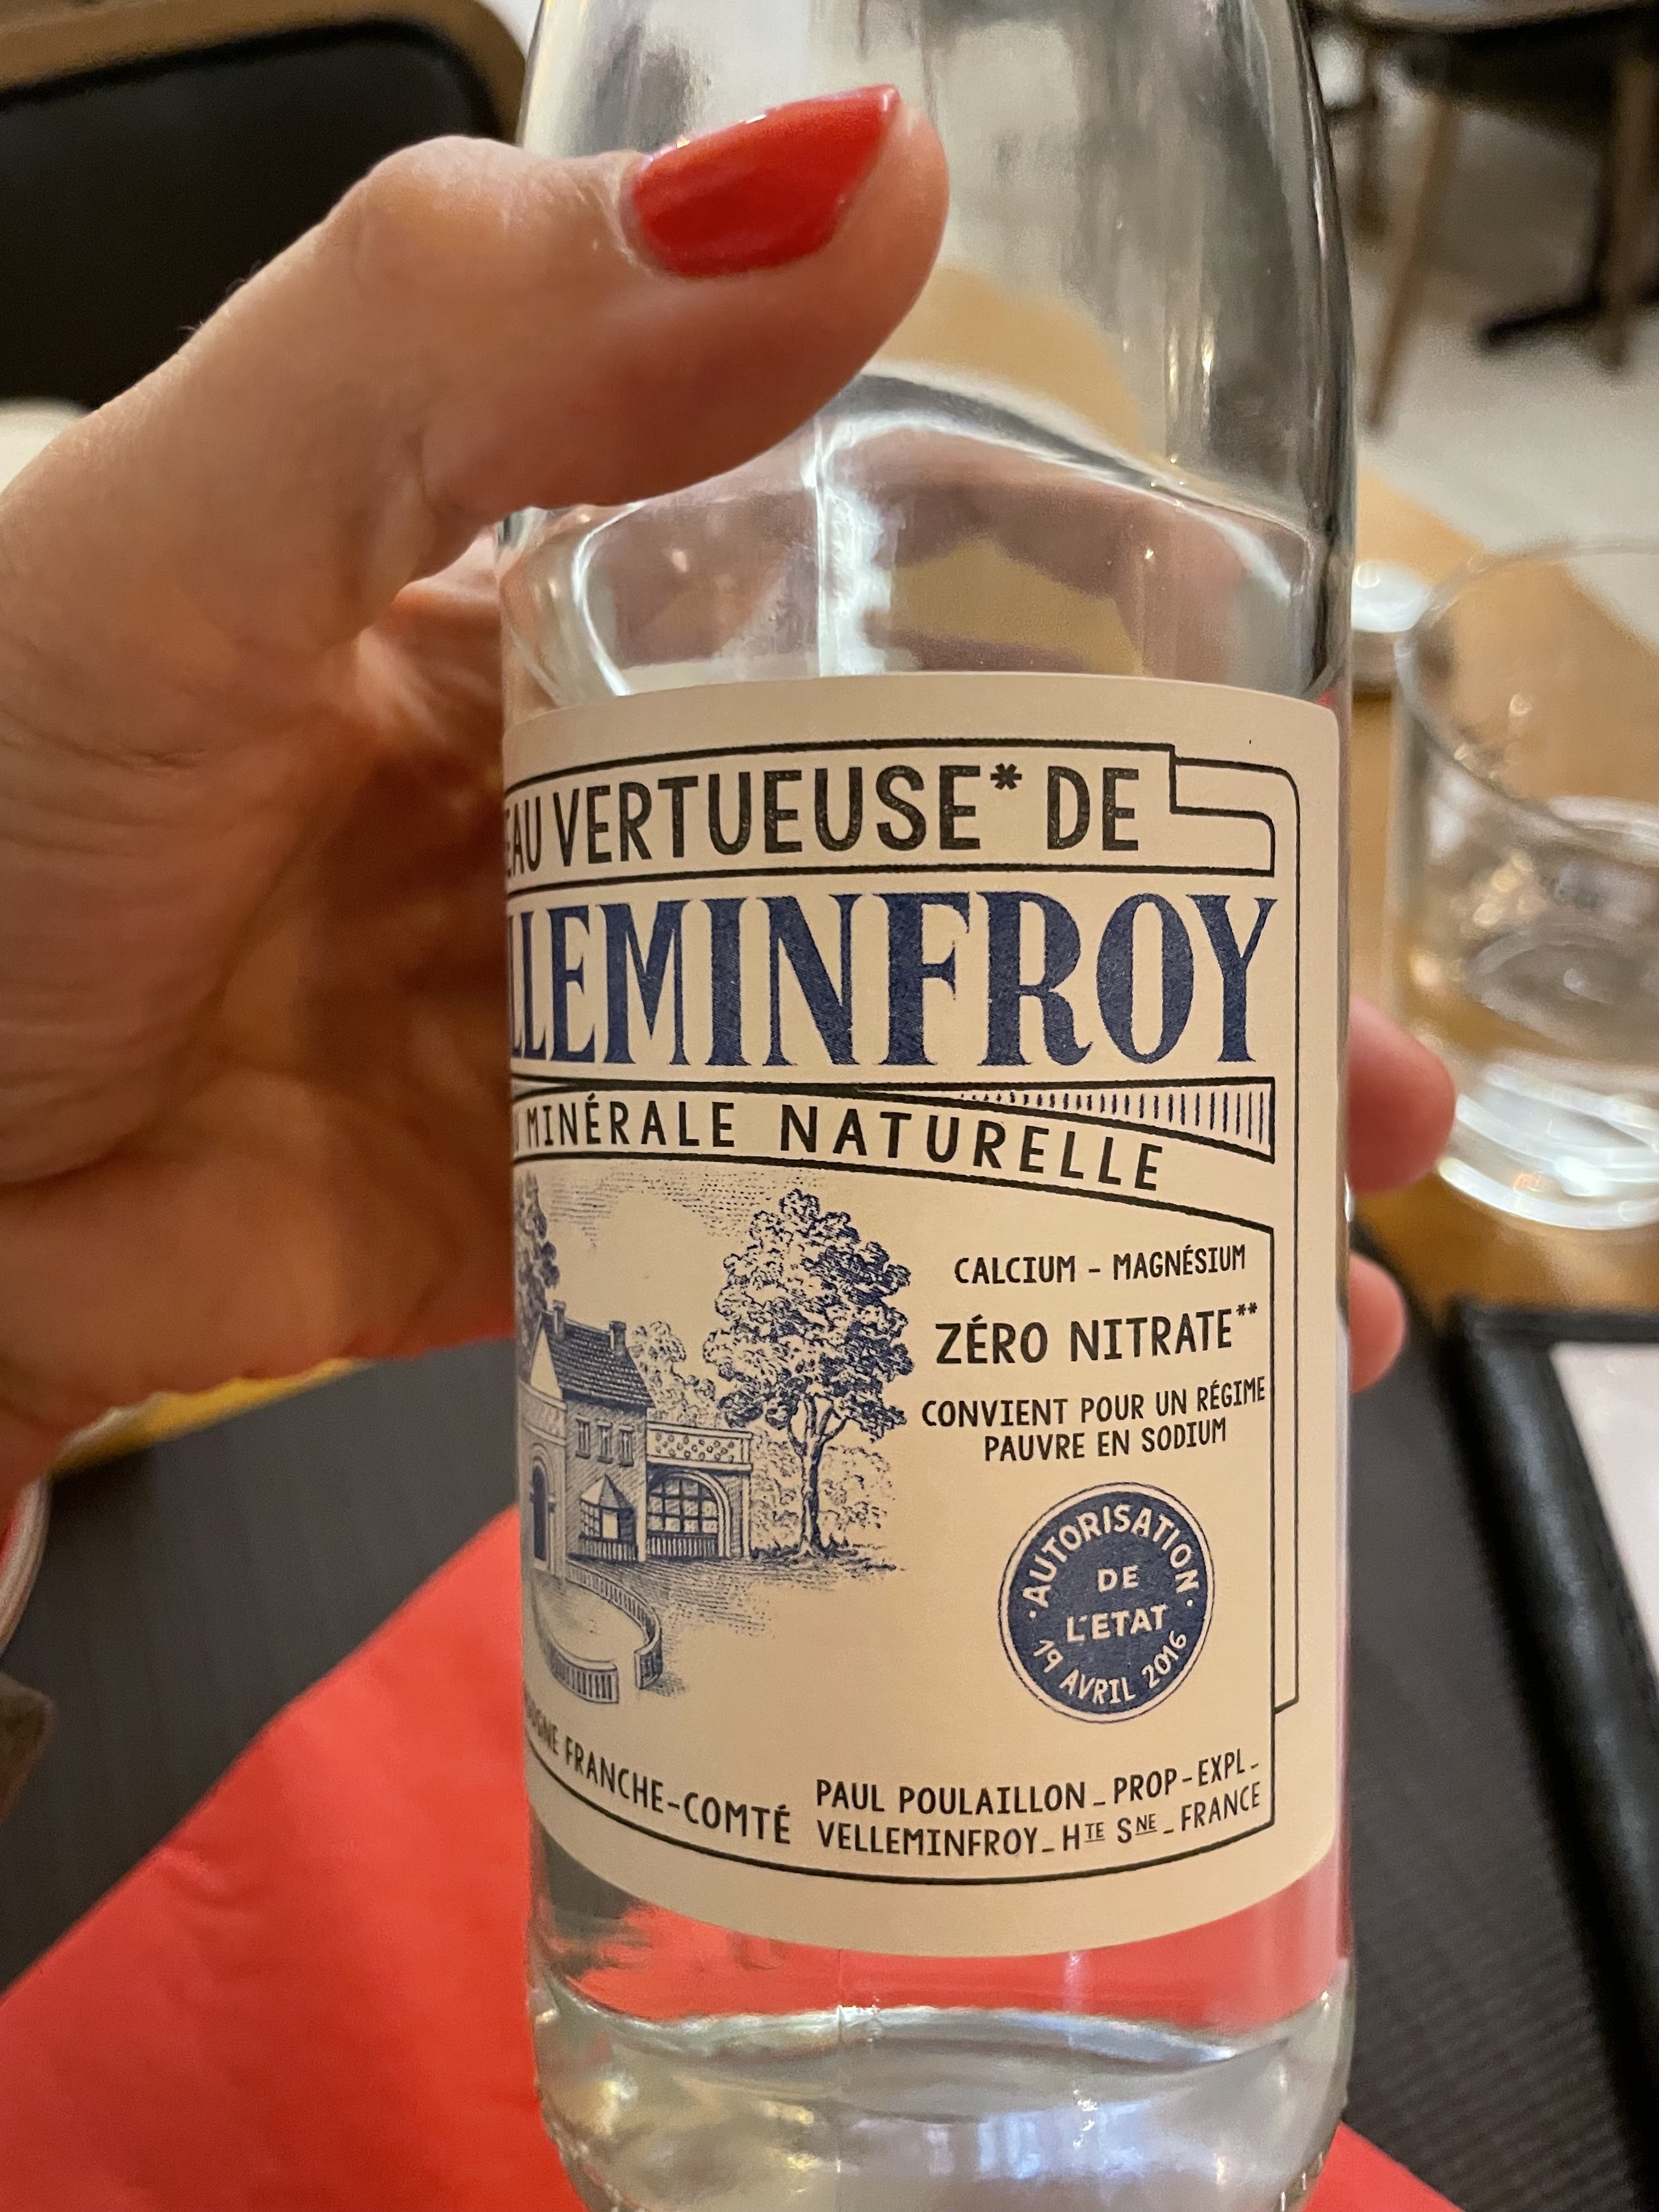 EAU VERTUEUSE* DE
LLEMINFROY
MINÉRALE NATURELLE
CALCIUM - MAGNÉSIUM
ZÉRO NITRATE**
CONVIENT POUR UN RÉGIME
PAUVRE EN SODIUM
· AUTORISATION ·
DE
L'ETAT
19 AVRIL 2016
OGNE FRANCHE-COMTÉ
PAUL POULAILLON _ PROP - EXPL -
VELLEMINFROY _ HTE SNE _ FRANCE